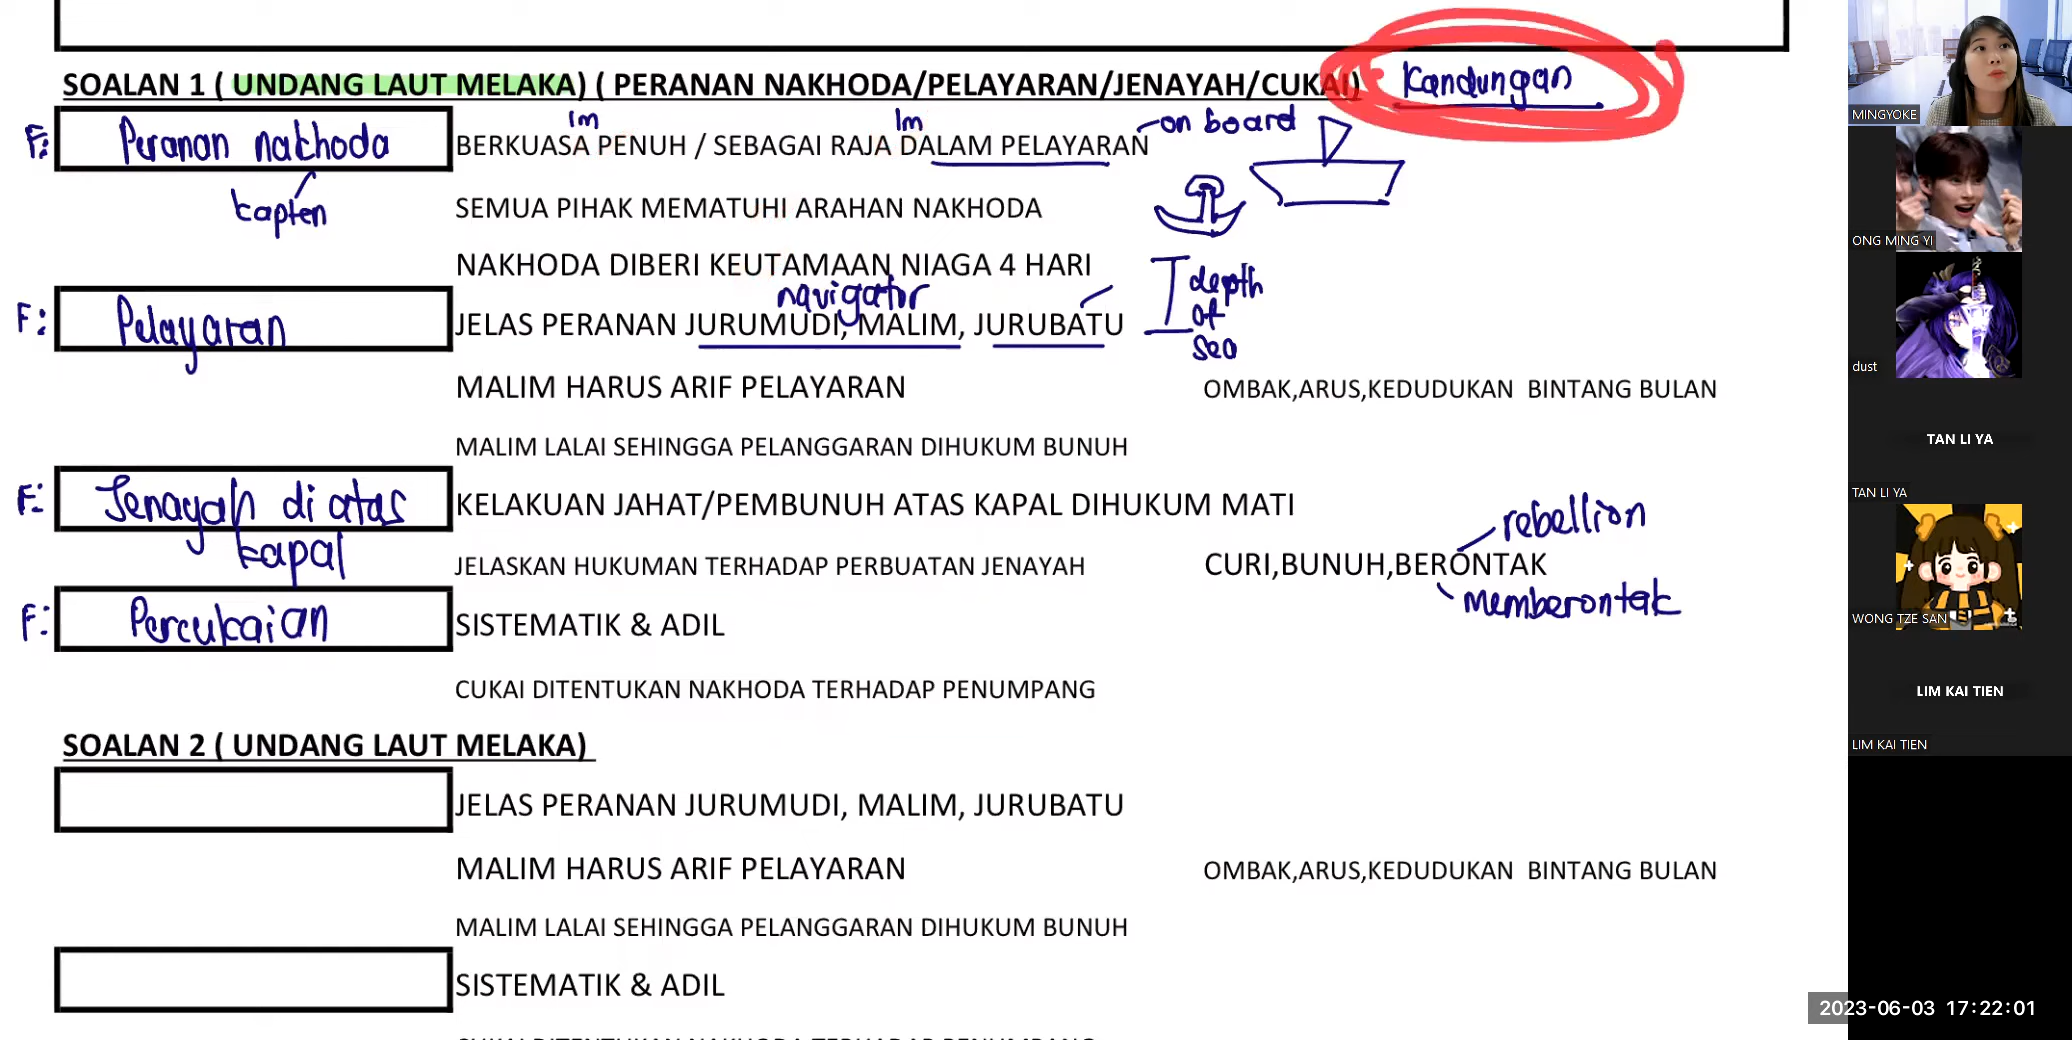 SOALAN 1 ( UNDANG LAUT MELAKA) ( PERANAN NAKHODA/PELAYARAN/JENAYAH/CUKAI) Kandungan
MINGYOKE
1m 1m
F: Peranan nakhoda BERKUASA PENUH / SEBAGAI RAJA DALAM PELAYARAN on board
kapten
SEMUA PIHAK MEMATUHI ARAHAN NAKHODA
ONG MING YI
NAKHODA DIBERI KEUTAMAAN NIAGA 4 HARI
navigator
F: Pelayaran JELAS PERANAN JURUMUDI, MALIM, JURUBATU
depth
of
sea
dust
MALIM HARUS ARIF PELAYARAN OMBAK,ARUS,KEDUDUKAN BINTANG BULAN
TAN LI YA
MALIM LALAI SEHINGGA PELANGGARAN DIHUKUM BUNUH
TAN LI YA
F: Jenayah di atas KELAKUAN JAHAT/PEMBUNUH ATAS KAPAL DIHUKUM MATI
kapal
rebellion
JELASKAN HUKUMAN TERHADAP PERBUATAN JENAYAH CURI,BUNUH,BERONTAK
memberontak
WONG TZE SAN
F: Percukaian SISTEMATIK & ADIL
CUKAI DITENTUKAN NAKHODA TERHADAP PENUMPANG
LIM KAI TIEN
LIM KAI TIEN
SOALAN 2 ( UNDANG LAUT MELAKA)
JELAS PERANAN JURUMUDI, MALIM, JURUBATU
MALIM HARUS ARIF PELAYARAN OMBAK,ARUS,KEDUDUKAN BINTANG BULAN
MALIM LALAI SEHINGGA PELANGGARAN DIHUKUM BUNUH
SISTEMATIK & ADIL
2023-06-03 17:22:01
CUKAI DITENTUKAN NAKHODA TERHADAP PENUMPANG